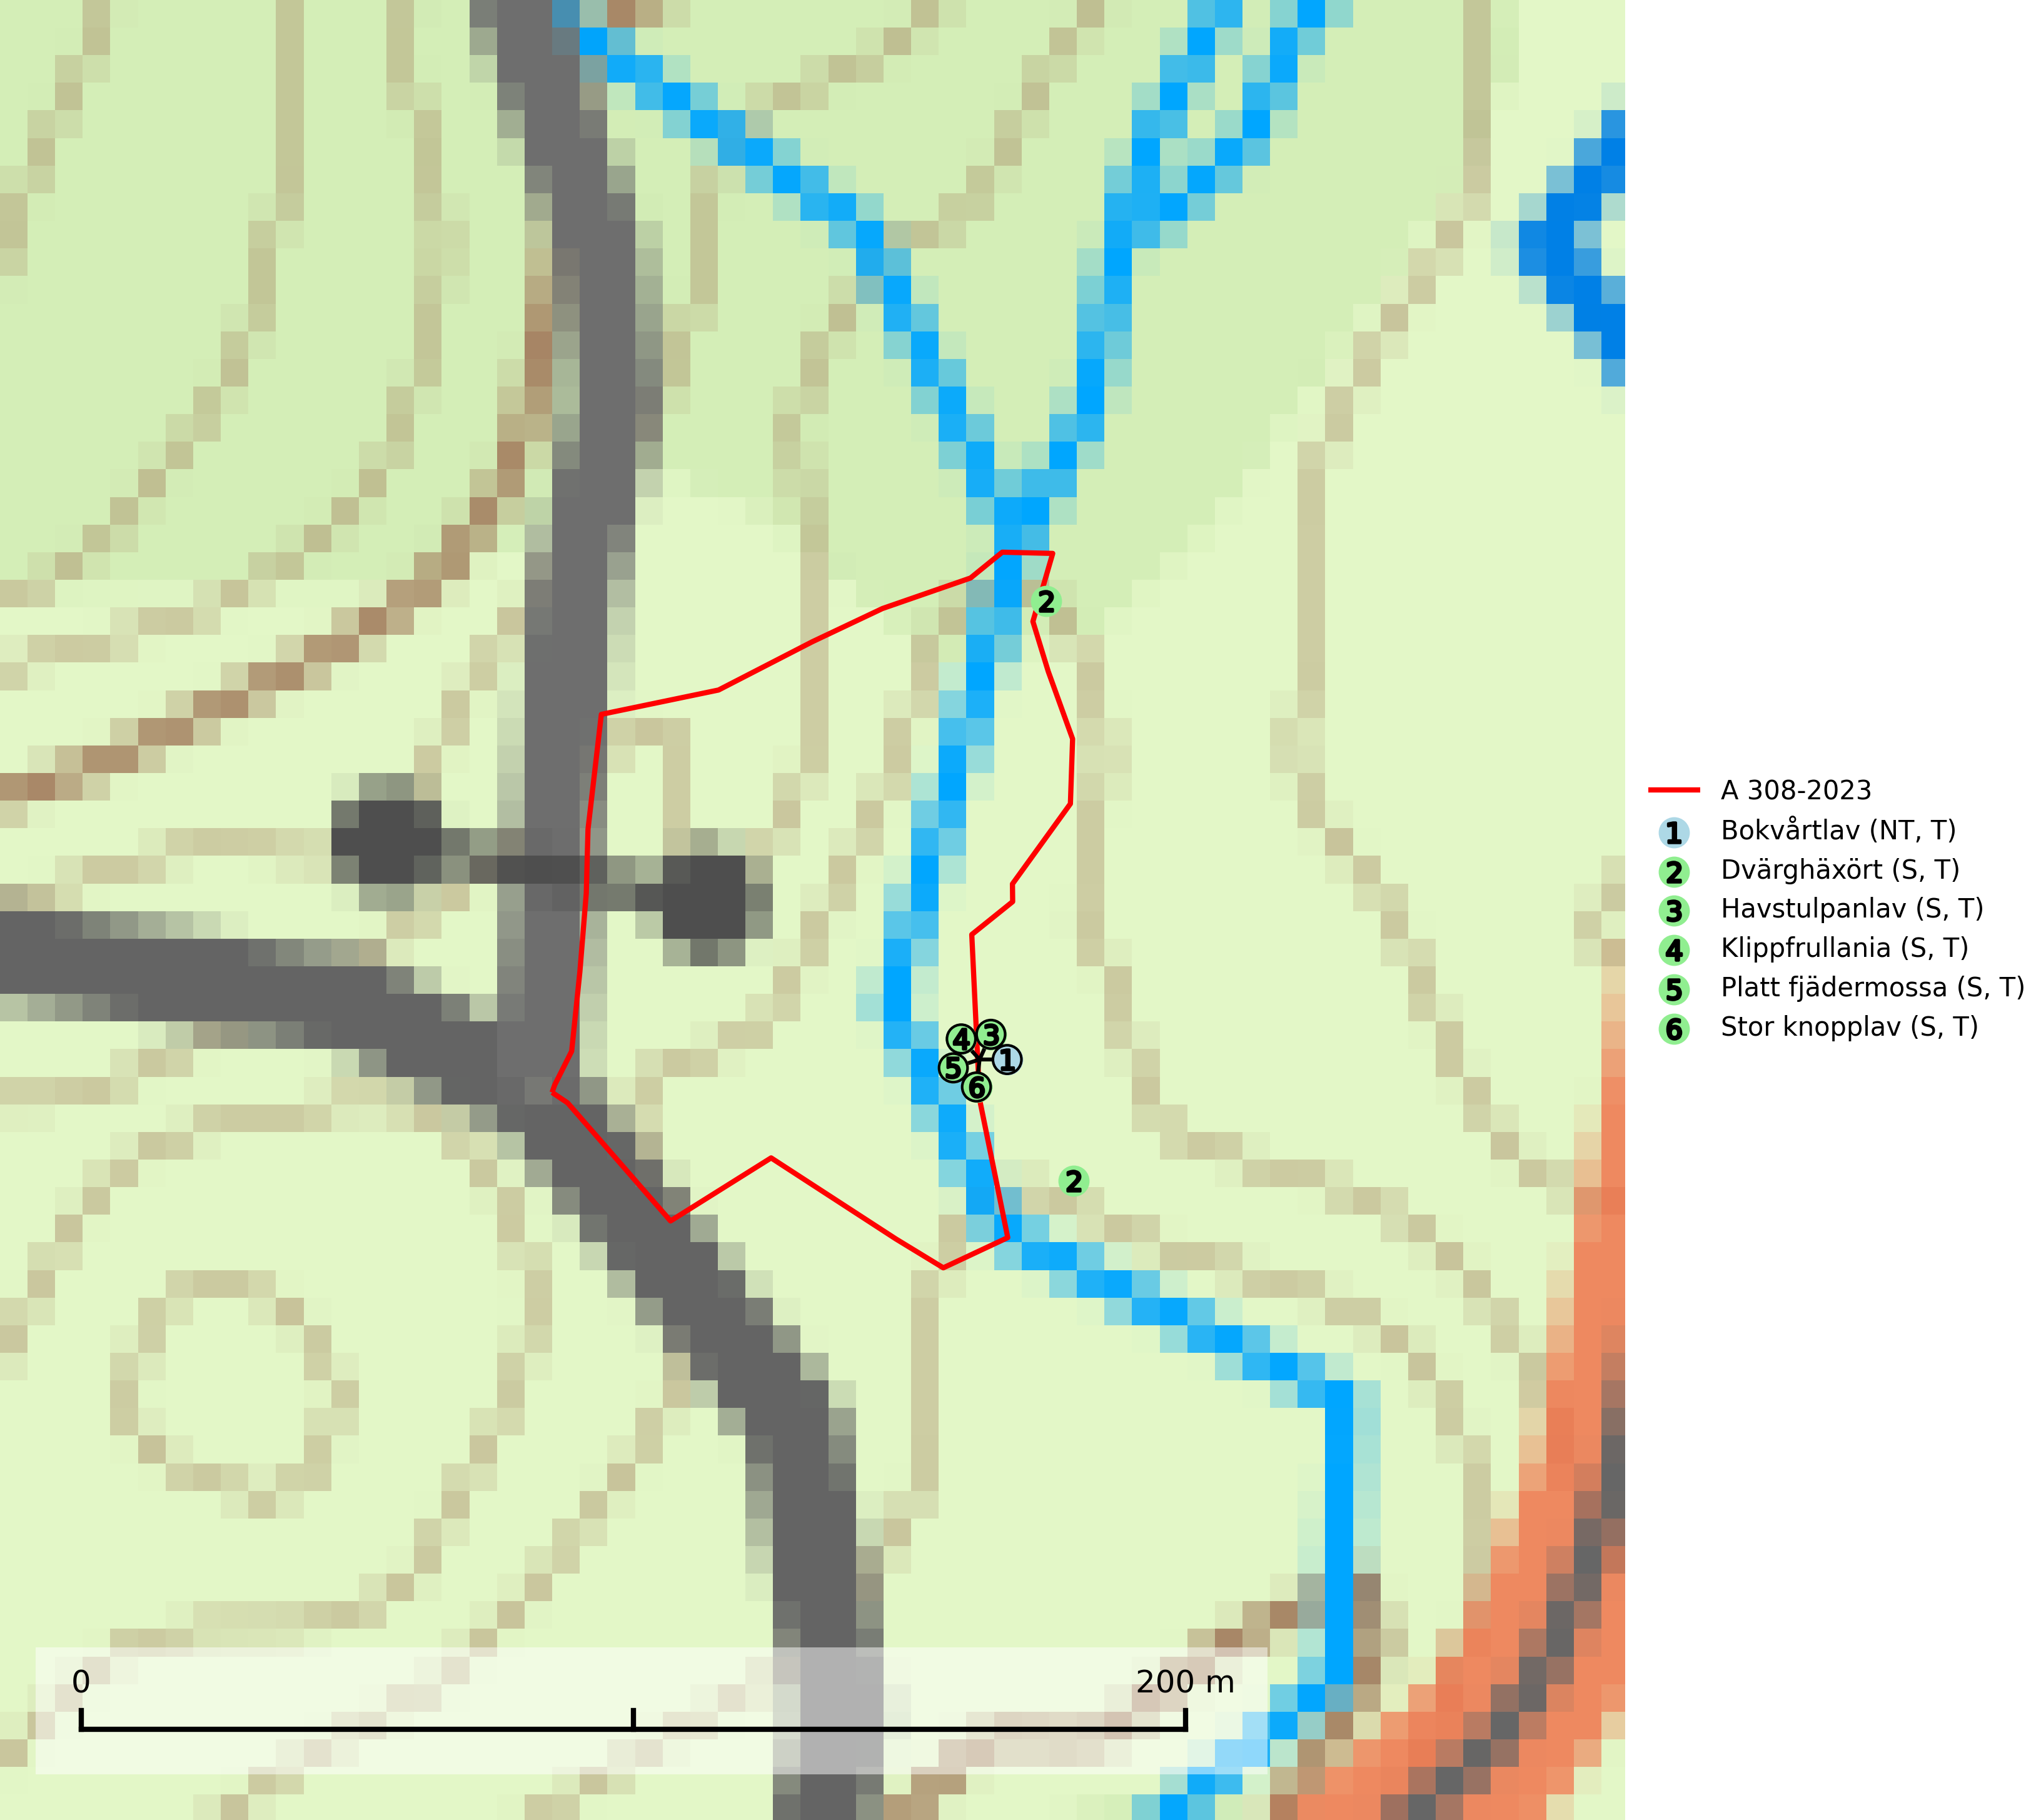 2
4 3
5 1
6
2
0 200 m
A 308-2023
1 Bokvårtlav (NT, T)
2 Dvärghäxört (S, T)
3 Havstulpanlav (S, T)
4 Klippfrullania (S, T)
5 Platt fjädermossa (S, T)
6 Stor knopplav (S, T)